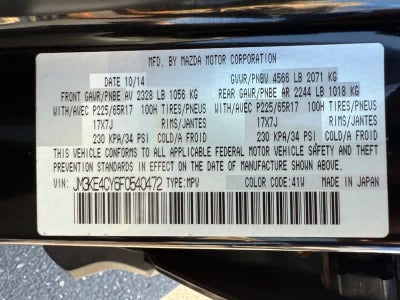 MFD. BY MAZDA MOTOR CORPORATION
DATE 10/14 GVWR/PNBV 4566 LB 2071 KG
FRONT GAWR/PNBE AV 2328 LB 1056 KG REAR GAWR/PNBE AR 2244 LB 1018 KG
WITH/AVEC P225/65R17 100H TIRES/PNEUS WITH/AVEC P225/65R17 100H TIRES/PNEUS
17X7J RIMS/JANTES 17X7J RIMS/JANTES
230 KPA/34 PSI COLD/A FROID 230 KPA/34 PSI COLD/A FROID
THIS VEHICLE CONFORMS TO ALL APPLICABLE FEDERAL MOTOR VEHICLE SAFETY AND THEFT
PREVENTION STANDARDS IN EFFECT ON THE DATE OF MANUFACTURE SHOWN ABOVE.
VIN: JM3KE4CY6F0540472 TYPE:MPV COLOR CODE:41W MADE IN JAPAN